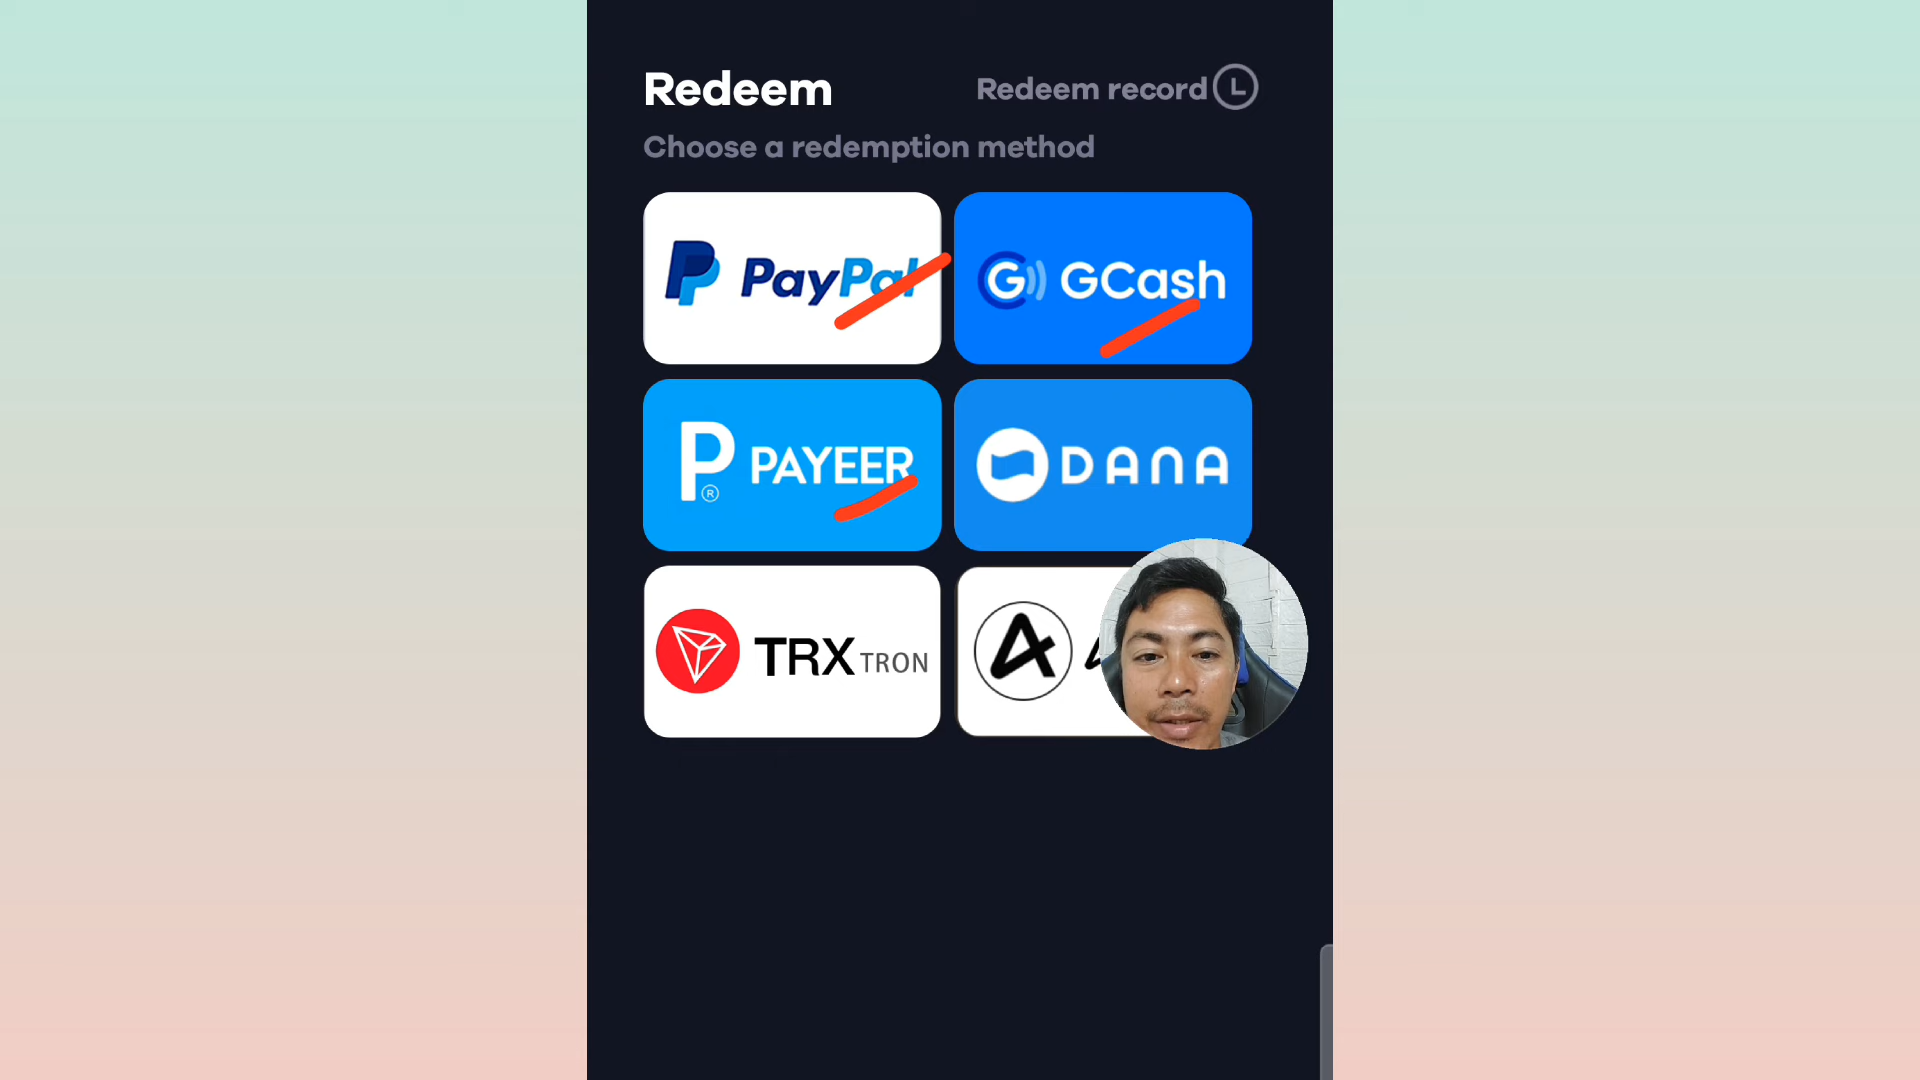 Redeem
Redeem record
Choose a redemption method
PayPal
G GCash
P® PAYEER
DANA
TRX TRON